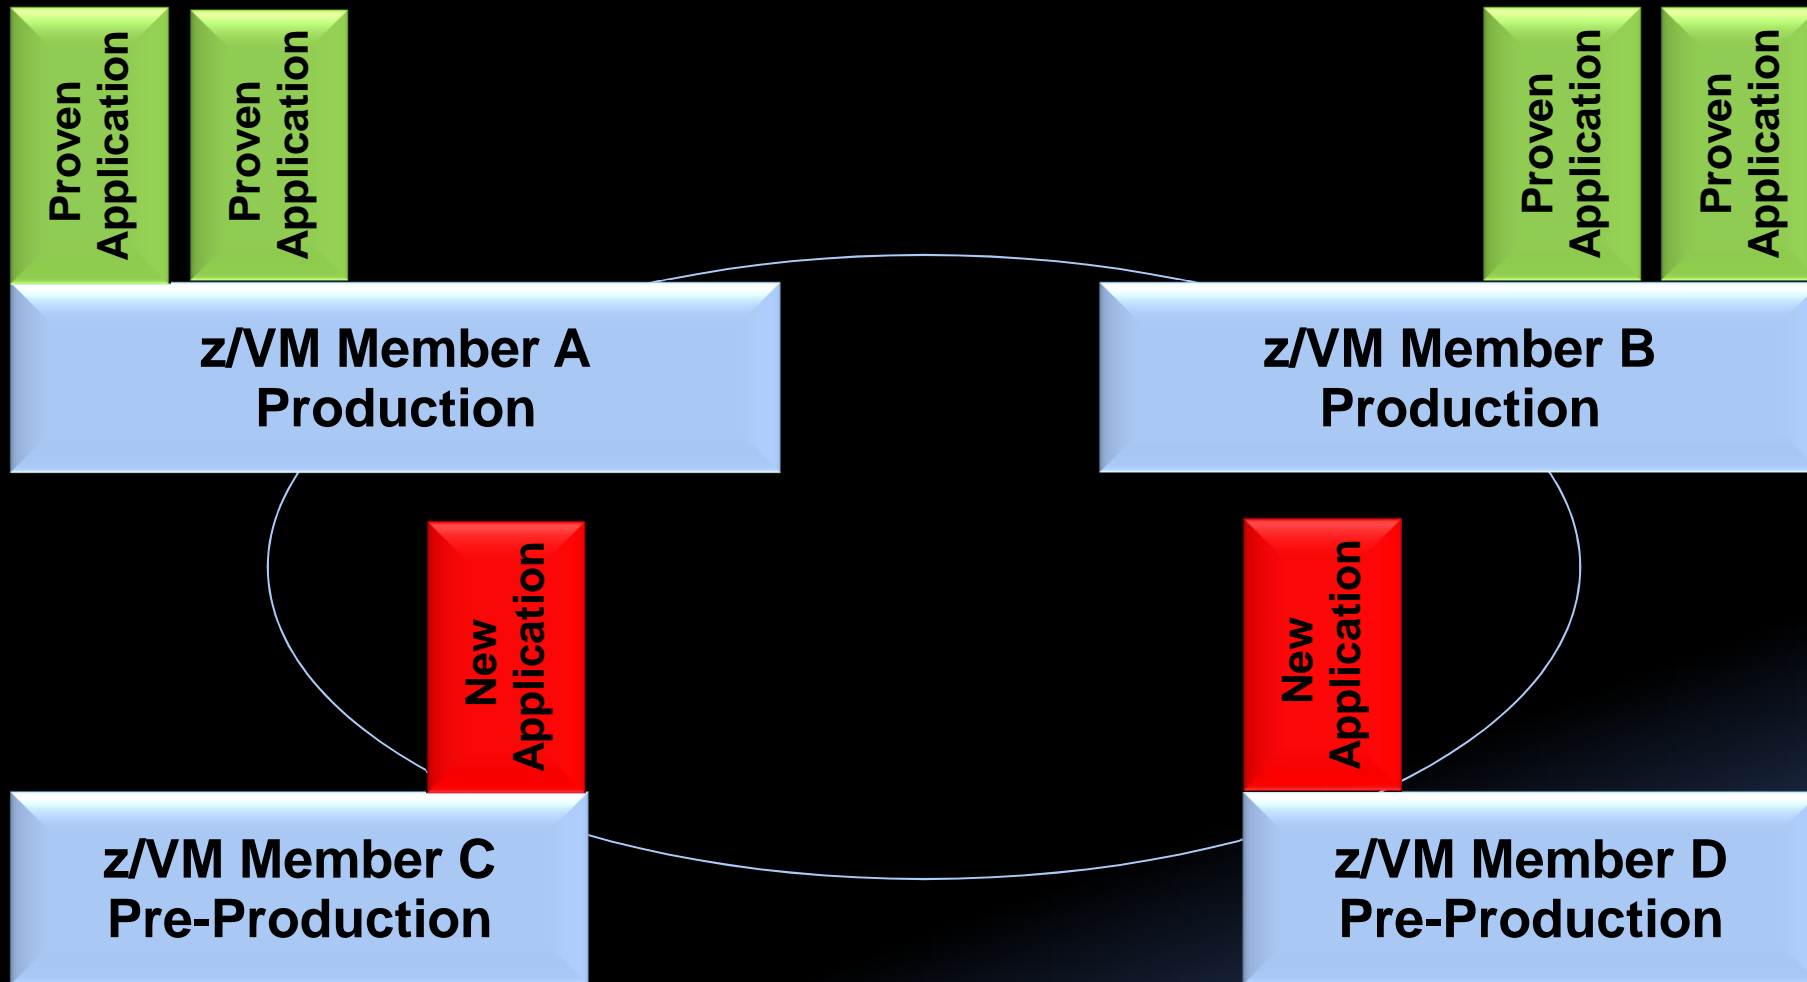 Proven
Application
Proven
Application
Proven
Application
Proven
Application
z/VM Member A
Production
z/VM Member B
Production
New
Application
New
Application
z/VM Member C
Pre-Production
z/VM Member D
Pre-Production